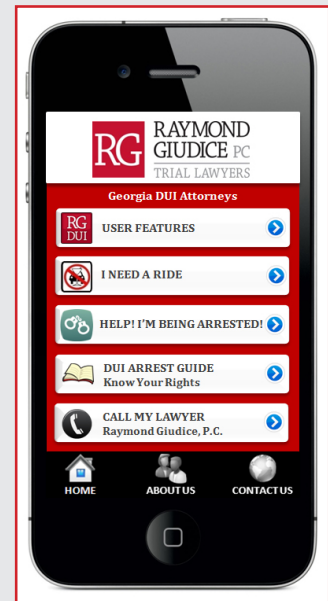 RG
RAYMOND
GIUDICE PC
TRIAL LAWYERS
Georgia DUI Attorneys
RG
DUI
USER FEATURES
I NEED A RIDE
HELP! I'M BEING ARRESTED!
DUI ARREST GUIDE
Know Your Rights
CALL MY LAWYER
Raymond Giudice, P.C.
HOME
ABOUT US
CONTACT US